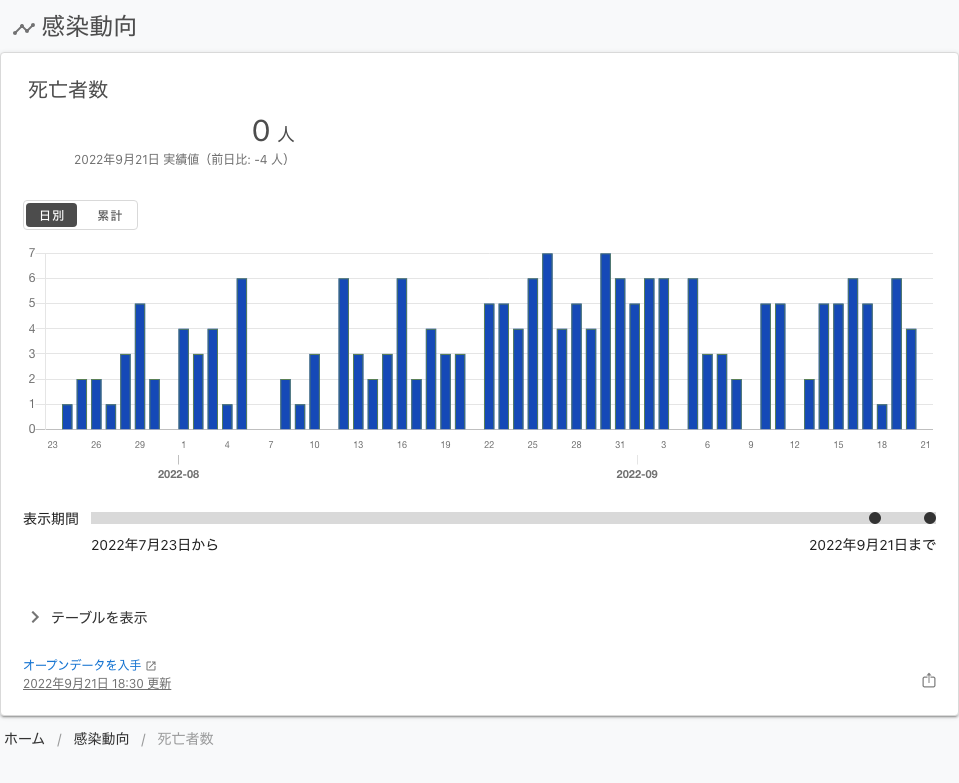 感染動向
死亡者数
0 人
2022年9月21日 実績値（前日比: -4 人）
日別 累計
7
6
5
4
3
2
1
0
23 26 29 1 4 7 10 13 16 19 22 25 28 31 3 6 9 12 15 18 21
2022-08 2022-09
表示期間
2022年7月23日から 2022年9月21日まで
テーブルを表示
オープンデータを入手
2022年9月21日 18:30 更新
ホーム / 感染動向 / 死亡者数